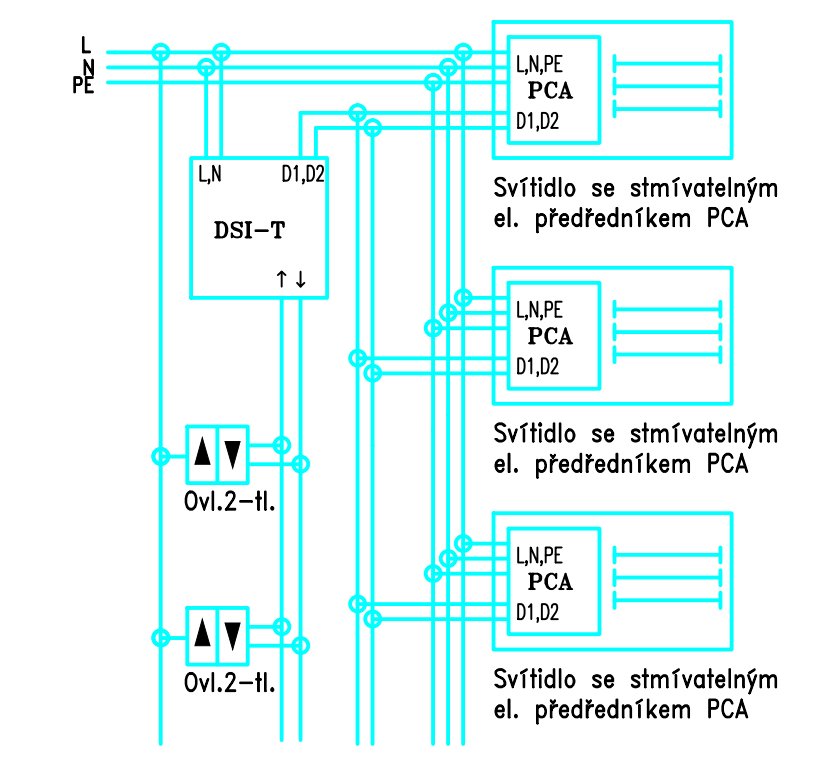 L
N
PE
L,N,PE
PCA
D1,D2
Svítidlo se stmívatelným
el. předředníkem PCA
L,N
D1,D2
DSI-T
↑ ↓
L,N,PE
PCA
D1,D2
Svítidlo se stmívatelným
el. předředníkem PCA
Ovl.2-tl.
L,N,PE
PCA
D1,D2
Svítidlo se stmívatelným
el. předředníkem PCA
Ovl.2-tl.